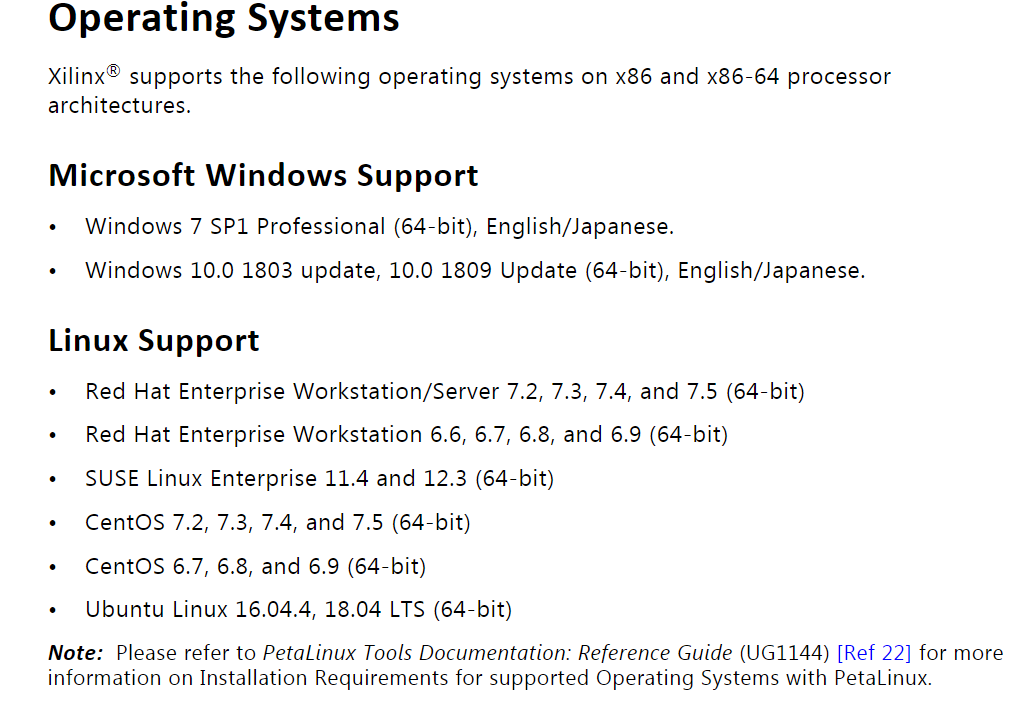 Operating Systems
Xilinx® supports the following operating systems on x86 and x86-64 processor
architectures.
Microsoft Windows Support
• Windows 7 SP1 Professional (64-bit), English/Japanese.
• Windows 10.0 1803 update, 10.0 1809 Update (64-bit), English/Japanese.
Linux Support
• Red Hat Enterprise Workstation/Server 7.2, 7.3, 7.4, and 7.5 (64-bit)
• Red Hat Enterprise Workstation 6.6, 6.7, 6.8, and 6.9 (64-bit)
• SUSE Linux Enterprise 11.4 and 12.3 (64-bit)
• CentOS 7.2, 7.3, 7.4, and 7.5 (64-bit)
• CentOS 6.7, 6.8, and 6.9 (64-bit)
• Ubuntu Linux 16.04.4, 18.04 LTS (64-bit)
Note: Please refer to PetaLinux Tools Documentation: Reference Guide (UG1144) [Ref 22] for more
information on Installation Requirements for supported Operating Systems with PetaLinux.